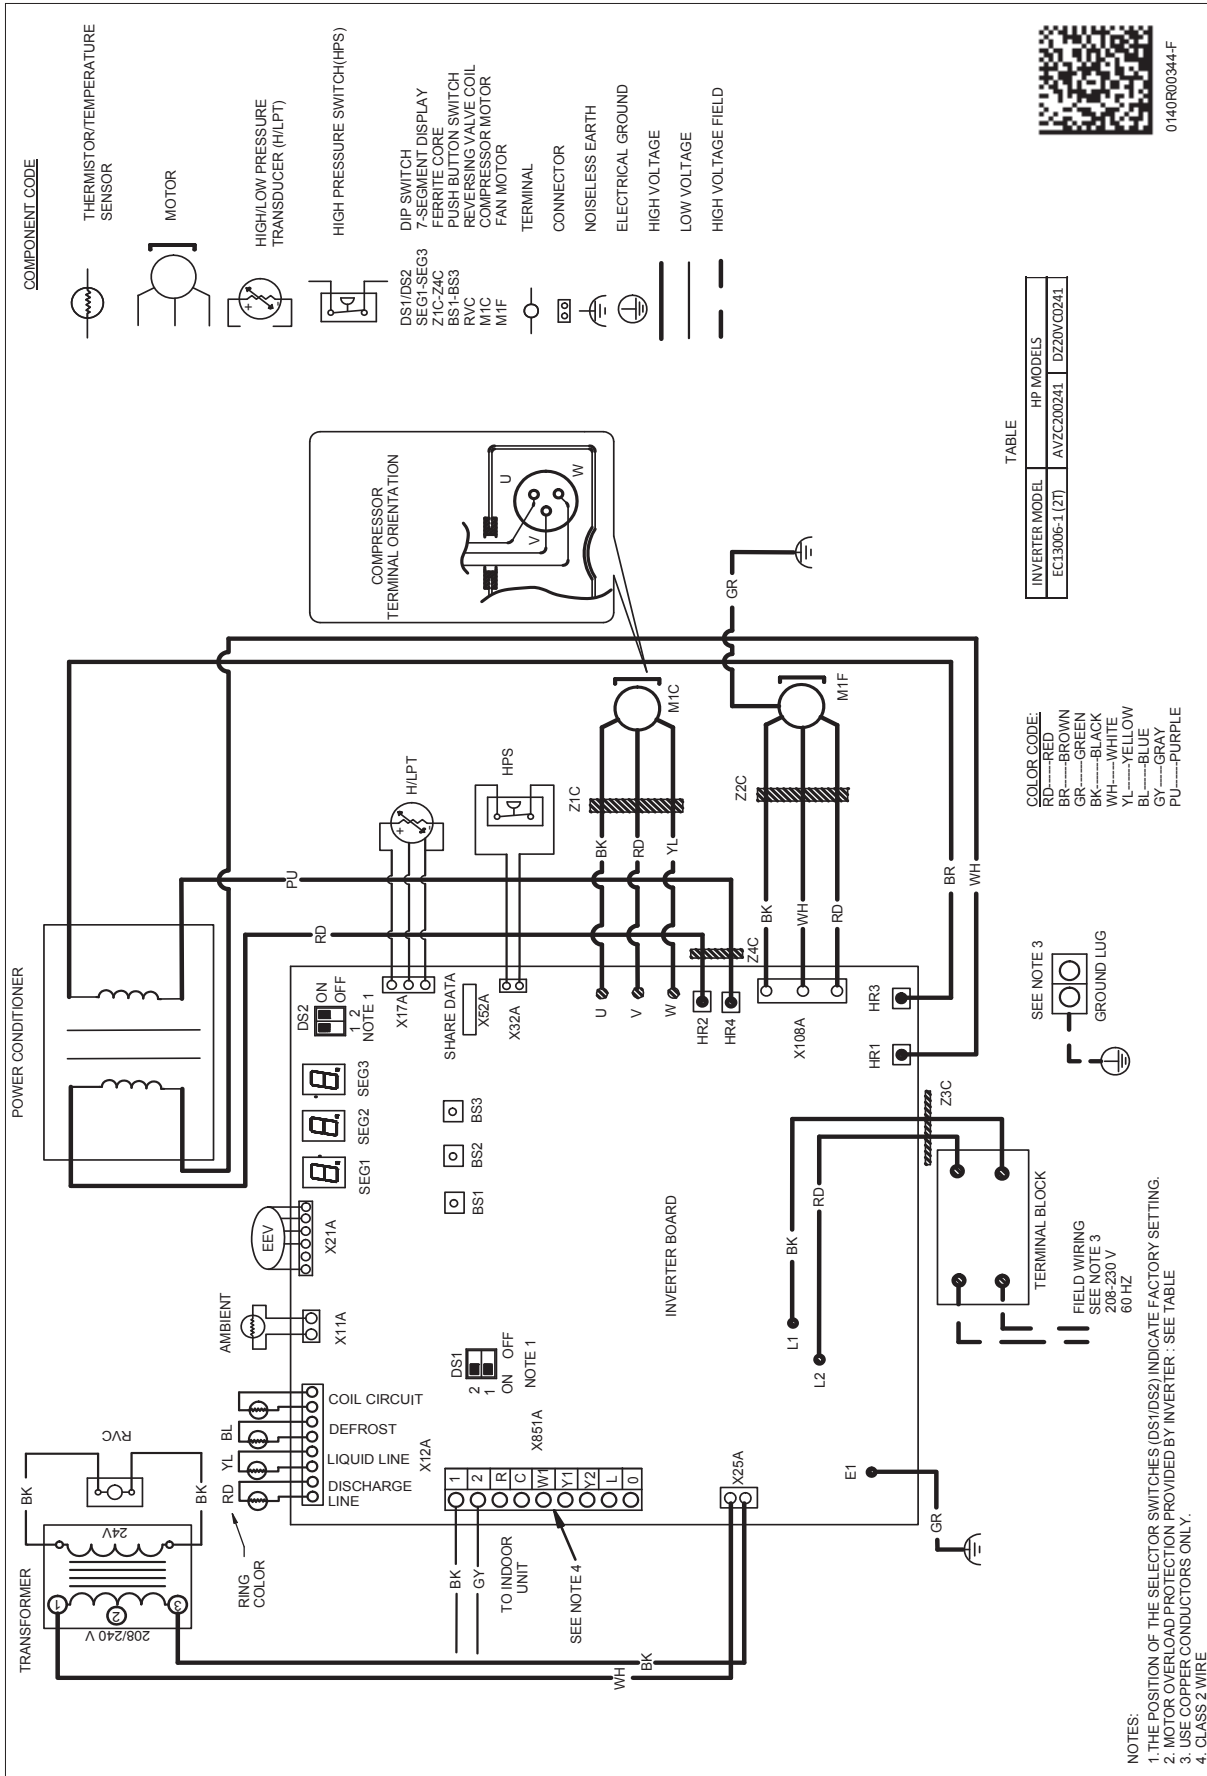 COMPONENT CODE
THERMISTOR/TEMPERATURE
SENSOR
MOTOR
HIGH/LOW PRESSURE
TRANSDUCER (H/LPT)
HIGH PRESSURE SWITCH(HPS)
DS1/DS2 DIP SWITCH
SEG1-SEG3 7-SEGMENT DISPLAY
Z1C-Z4C FERRITE CORE
BS1-BS3 PUSH BUTTON SWITCH
RVC REVERSING VALVE COIL
M1C COMPRESSOR MOTOR
M1F FAN MOTOR
TERMINAL
CONNECTOR
NOISELESS EARTH
ELECTRICAL GROUND
HIGH VOLTAGE
LOW VOLTAGE
HIGH VOLTAGE FIELD
0140R00344-F
POWER CONDITIONER
COMPRESSOR
TERMINAL ORIENTATION
U
V
W
TRANSFORMER
208/240 V
24V
1
2
3
RVC
BK
BK
RING
COLOR
RD
YL
BL
AMBIENT
EEV
COIL CIRCUIT
DEFROST
LIQUID LINE
DISCHARGE
LINE
X12A
X11A
X21A
SEG1
SEG2
SEG3
DS2
ON
OFF
1 2
NOTE 1
X17A
H/LPT
RD
PU
SHARE DATA
X52A
X32A
HPS
BS1
BS2
BS3
DS1
2
1
ON OFF
NOTE 1
X851A
1
2
R
C
W1
Y1
Y2
L
0
BK
GY
TO INDOOR
UNIT
SEE NOTE 4
WH
BK
X25A
INVERTER BOARD
U
V
W
BK
RD
YL
Z1C
M1C
HR2
HR4
Z4C
X108A
BK
WH
RD
Z2C
M1F
GR
HR3
HR1
BR
WH
L1
L2
BK
RD
Z3C
E1
GR
TERMINAL BLOCK
FIELD WIRING
SEE NOTE 3
208-230 V
60 HZ
SEE NOTE 3
GROUND LUG
COLOR CODE:
RD----RED
BR-----BROWN
GR-----GREEN
BK-----BLACK
WH----WHITE
YL-----YELLOW
BL-----BLUE
GY----GRAY
PU----PURPLE
TABLE
INVERTER MODEL HP MODELS
EC13006-1 (2T) AVZC200241 DZ20VC0241
NOTES:
1.THE POSITION OF THE SELECTOR SWITCHES (DS1/DS2) INDICATE FACTORY SETTING.
2. MOTOR OVERLOAD PROTECTION PROVIDED BY INVERTER : SEE TABLE
3. USE COPPER CONDUCTORS ONLY.
4. CLASS 2 WIRE